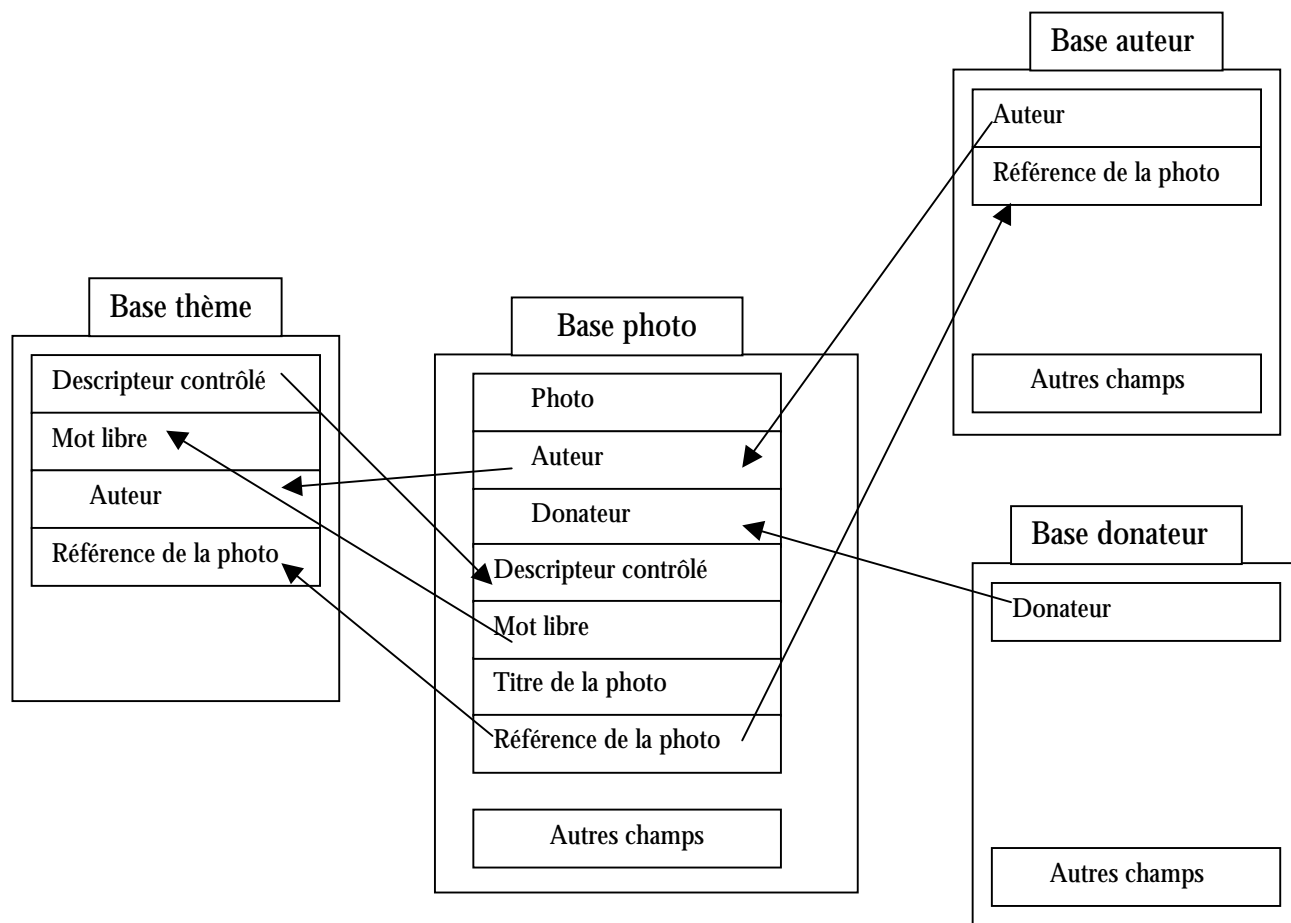 Base thème
Descripteur contrôlé
Mot libre
Auteur
Référence de la photo
Base photo
Photo
Auteur
Donateur
Descripteur contrôlé
Mot libre
Titre de la photo
Référence de la photo
Autres champs
Base auteur
Auteur
Référence de la photo
Autres champs
Base donateur
Donateur
Autres champs